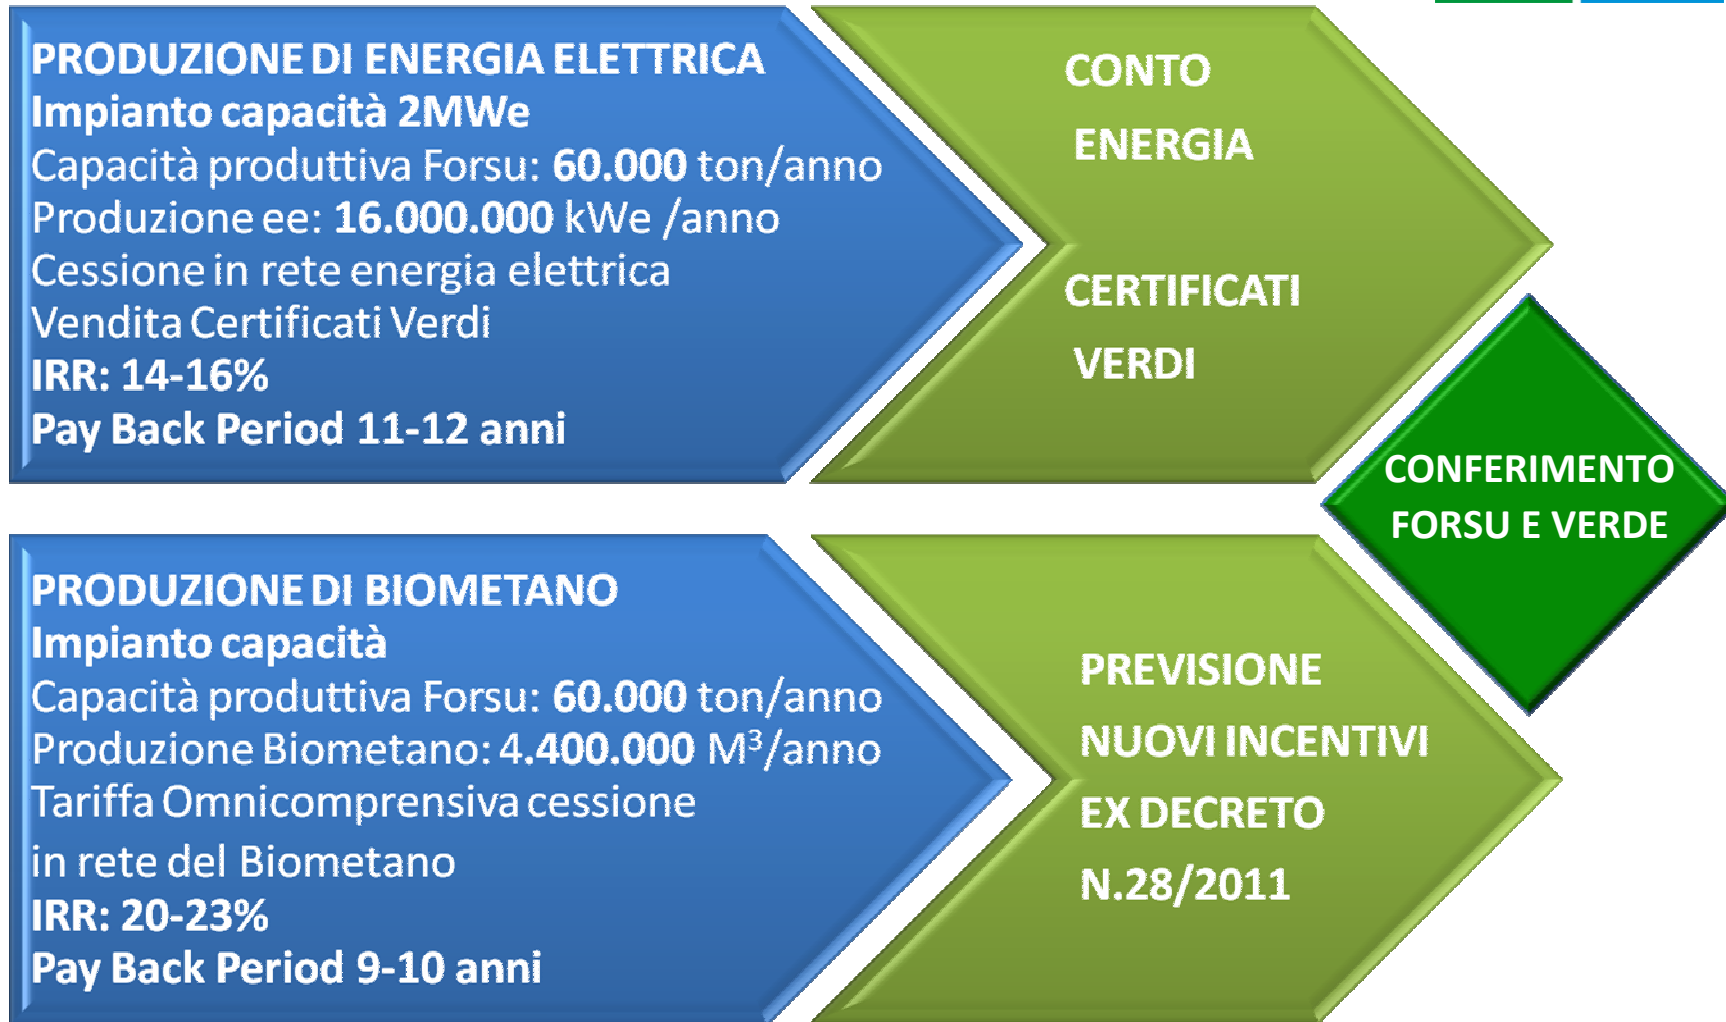 PRODUZIONE DI ENERGIA ELETTRICA
Impianto capacità 2MWe
Capacità produttiva Forsu: 60.000 ton/anno
Produzione ee: 16.000.000 kWe /anno
Cessione in rete energia elettrica
Vendita Certificati Verdi
IRR: 14-16%
Pay Back Period 11-12 anni
CONTO
ENERGIA
CERTIFICATI
VERDI
CONFERIMENTO
FORSU E VERDE
PRODUZIONE DI BIOMETANO
Impianto capacità
Capacità produttiva Forsu: 60.000 ton/anno
Produzione Biometano: 4.400.000 M³/anno
Tariffa Omnicomprensiva cessione
in rete del Biometano
IRR: 20-23%
Pay Back Period 9-10 anni
PREVISIONE
NUOVI INCENTIVI
EX DECRETO
N.28/2011